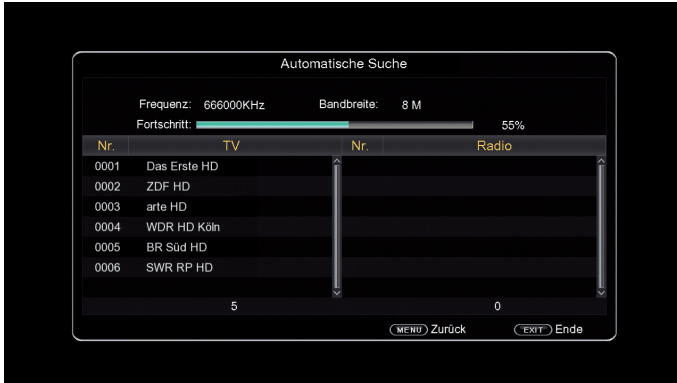 Automatische Suche
Frequenz: 666000KHz Bandbreite: 8 M
Fortschritt: 55%
Nr. TV Nr. Radio
0001 Das Erste HD
0002 ZDF HD
0003 arte HD
0004 WDR HD Köln
0005 BR Süd HD
0006 SWR RP HD
5 0
MENU Zurück EXIT Ende